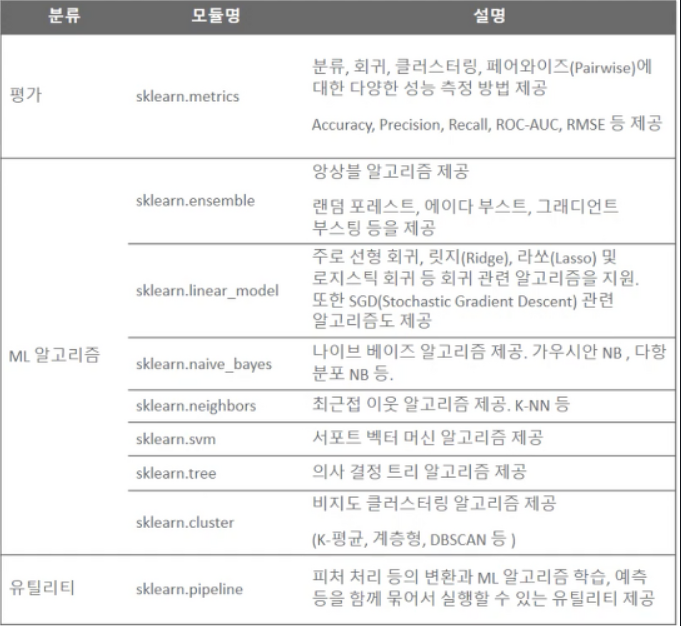 분류 모듈명 설명
평가
sklearn.metrics
분류, 회귀, 클러스터링, 페어와이즈(Pairwise)에
대한 다양한 성능 측정 방법 제공
Accuracy, Precision, Recall, ROC-AUC, RMSE 등 제공
ML 알고리즘
sklearn.ensemble
앙상블 알고리즘 제공
랜덤 포레스트, 에이다 부스트, 그래디언트
부스팅 등을 제공
sklearn.linear_model
주로 선형 회귀, 릿지(Ridge), 라쏘(Lasso) 및
로지스틱 회귀 등 회귀 관련 알고리즘을 지원.
또한 SGD(Stochastic Gradient Descent) 관련
알고리즘도 제공
sklearn.naive_bayes
나이브 베이즈 알고리즘 제공. 가우시안 NB , 다항
분포 NB 등.
sklearn.neighbors
최근접 이웃 알고리즘 제공. K-NN 등
sklearn.svm
서포트 벡터 머신 알고리즘 제공
sklearn.tree
의사 결정 트리 알고리즘 제공
sklearn.cluster
비지도 클러스터링 알고리즘 제공
(K-평균, 계층형, DBSCAN 등 )
유틸리티
sklearn.pipeline
피처 처리 등의 변환과 ML 알고리즘 학습, 예측
등을 함께 묶어서 실행할 수 있는 유틸리티 제공